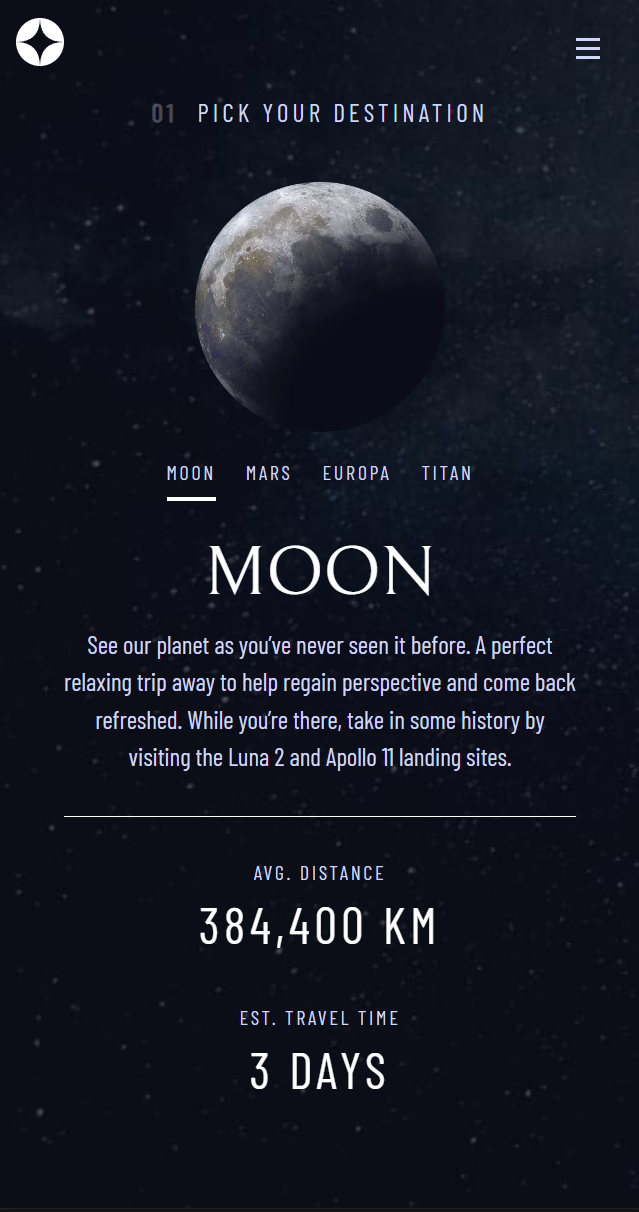 01 PICK YOUR DESTINATION
MOON MARS EUROPA TITAN
MOON
See our planet as you’ve never seen it before. A perfect
relaxing trip away to help regain perspective and come back
refreshed. While you’re there, take in some history by
visiting the Luna 2 and Apollo 11 landing sites.
AVG. DISTANCE
384,400 KM
EST. TRAVEL TIME
3 DAYS